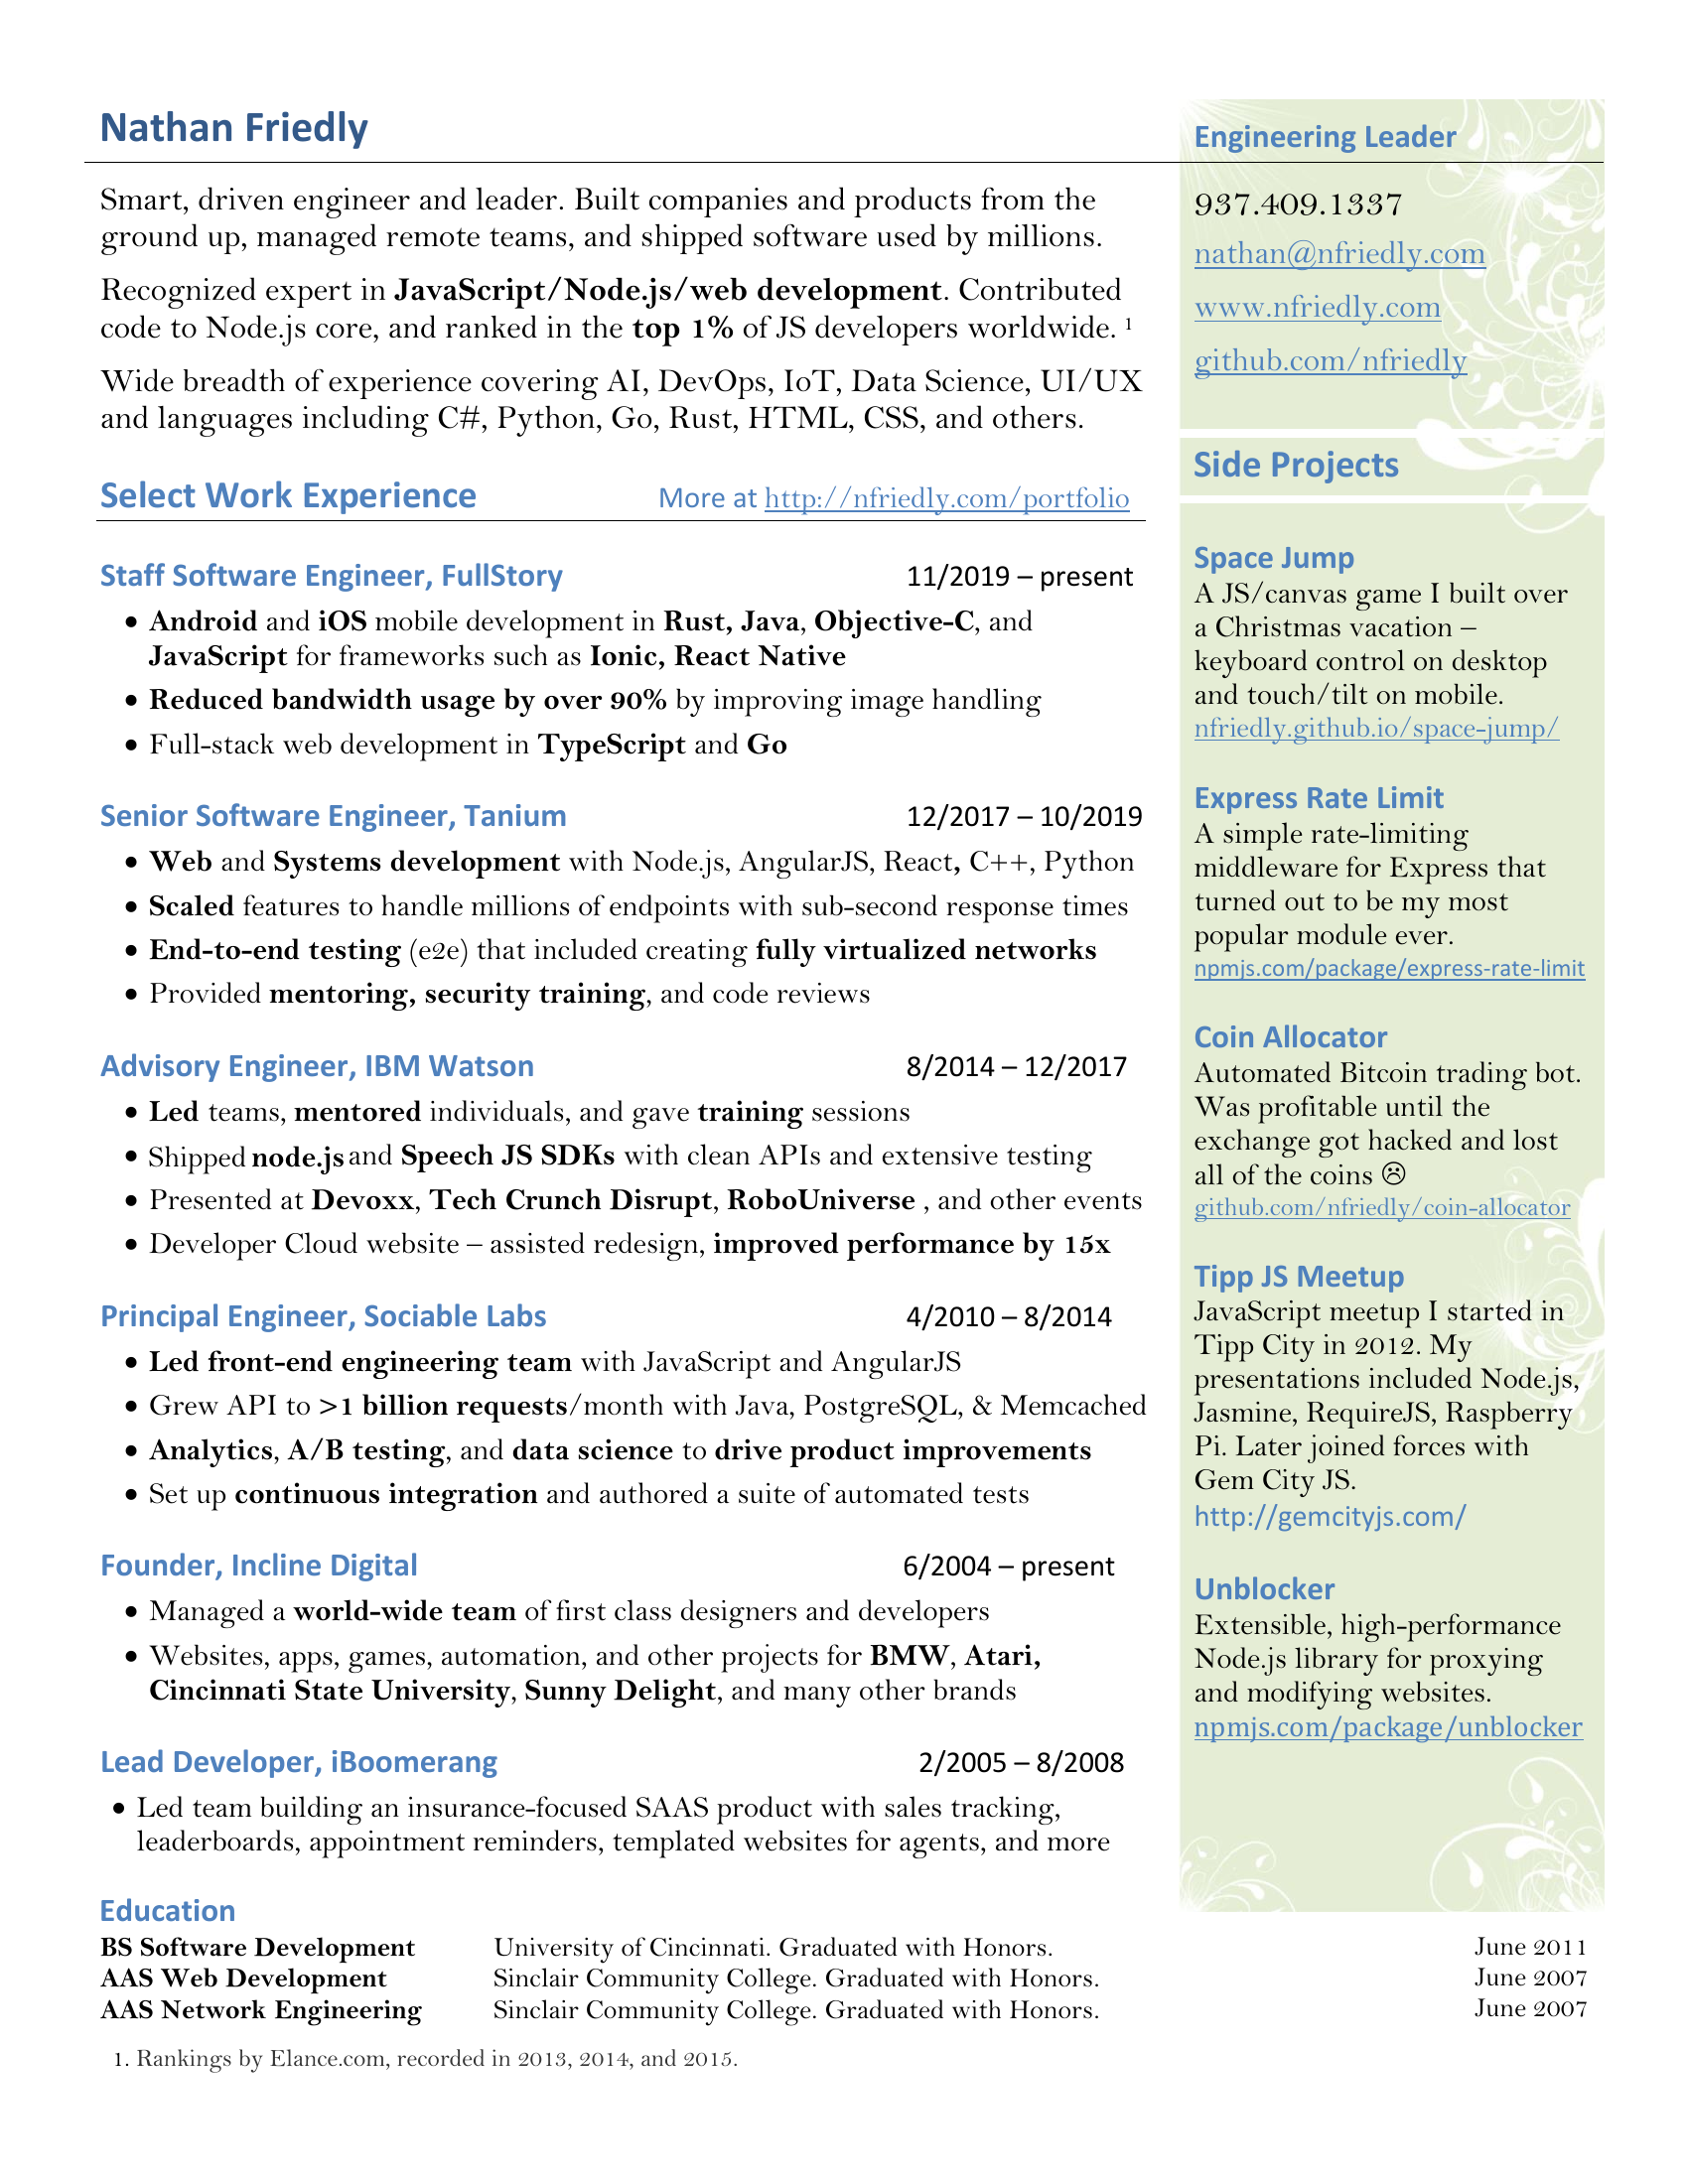 Nathan Friedly
Smart, driven engineer and leader. Built companies and products from the
ground up, managed remote teams, and shipped software used by millions.
Recognized expert in JavaScript/Node.js/web development. Contributed
code to Node.js core, and ranked in the top 1% of JS developers worldwide. 1
Wide breadth of experience covering AI, DevOps, IoT, Data Science, UI/UX
and languages including C#, Python, Go, Rust, HTML, CSS, and others.
Select Work Experience More at http://nfriedly.com/portfolio
Staff Software Engineer, FullStory 11/2019 – present
• Android and iOS mobile development in Rust, Java, Objective-C, and
JavaScript for frameworks such as Ionic, React Native
• Reduced bandwidth usage by over 90% by improving image handling
• Full-stack web development in TypeScript and Go
Senior Software Engineer, Tanium 12/2017 – 10/2019
• Web and Systems development with Node.js, AngularJS, React, C++, Python
• Scaled features to handle millions of endpoints with sub-second response times
• End-to-end testing (e2e) that included creating fully virtualized networks
• Provided mentoring, security training, and code reviews
Advisory Engineer, IBM Watson 8/2014 – 12/2017
• Led teams, mentored individuals, and gave training sessions
• Shipped node.js and Speech JS SDKs with clean APIs and extensive testing
• Presented at Devoxx, Tech Crunch Disrupt, RoboUniverse , and other events
• Developer Cloud website – assisted redesign, improved performance by 15x
Principal Engineer, Sociable Labs 4/2010 – 8/2014
• Led front-end engineering team with JavaScript and AngularJS
• Grew API to >1 billion requests/month with Java, PostgreSQL, & Memcached
• Analytics, A/B testing, and data science to drive product improvements
• Set up continuous integration and authored a suite of automated tests
Founder, Incline Digital 6/2004 – present
• Managed a world-wide team of first class designers and developers
• Websites, apps, games, automation, and other projects for BMW, Atari,
Cincinnati State University, Sunny Delight, and many other brands
Lead Developer, iBoomerang 2/2005 – 8/2008
• Led team building an insurance-focused SAAS product with sales tracking,
leaderboards, appointment reminders, templated websites for agents, and more
Engineering Leader
937.409.1337
nathan@nfriedly.com
www.nfriedly.com
github.com/nfriedly
Side Projects
Space Jump
A JS/canvas game I built over
a Christmas vacation –
keyboard control on desktop
and touch/tilt on mobile.
nfriedly.github.io/space-jump/
Express Rate Limit
A simple rate-limiting
middleware for Express that
turned out to be my most
popular module ever.
npmjs.com/package/express-rate-limit
Coin Allocator
Automated Bitcoin trading bot.
Was profitable until the
exchange got hacked and lost
all of the coins ☹
github.com/nfriedly/coin-allocator
Tipp JS Meetup
JavaScript meetup I started in
Tipp City in 2012. My
presentations included Node.js,
Jasmine, RequireJS, Raspberry
Pi. Later joined forces with
Gem City JS.
http://gemcityjs.com/
Unblocker
Extensible, high-performance
Node.js library for proxying
and modifying websites.
npmjs.com/package/unblocker
Education
BS Software Development University of Cincinnati. Graduated with Honors. June 2011
AAS Web Development Sinclair Community College. Graduated with Honors. June 2007
AAS Network Engineering Sinclair Community College. Graduated with Honors. June 2007
1. Rankings by Elance.com, recorded in 2013, 2014, and 2015.